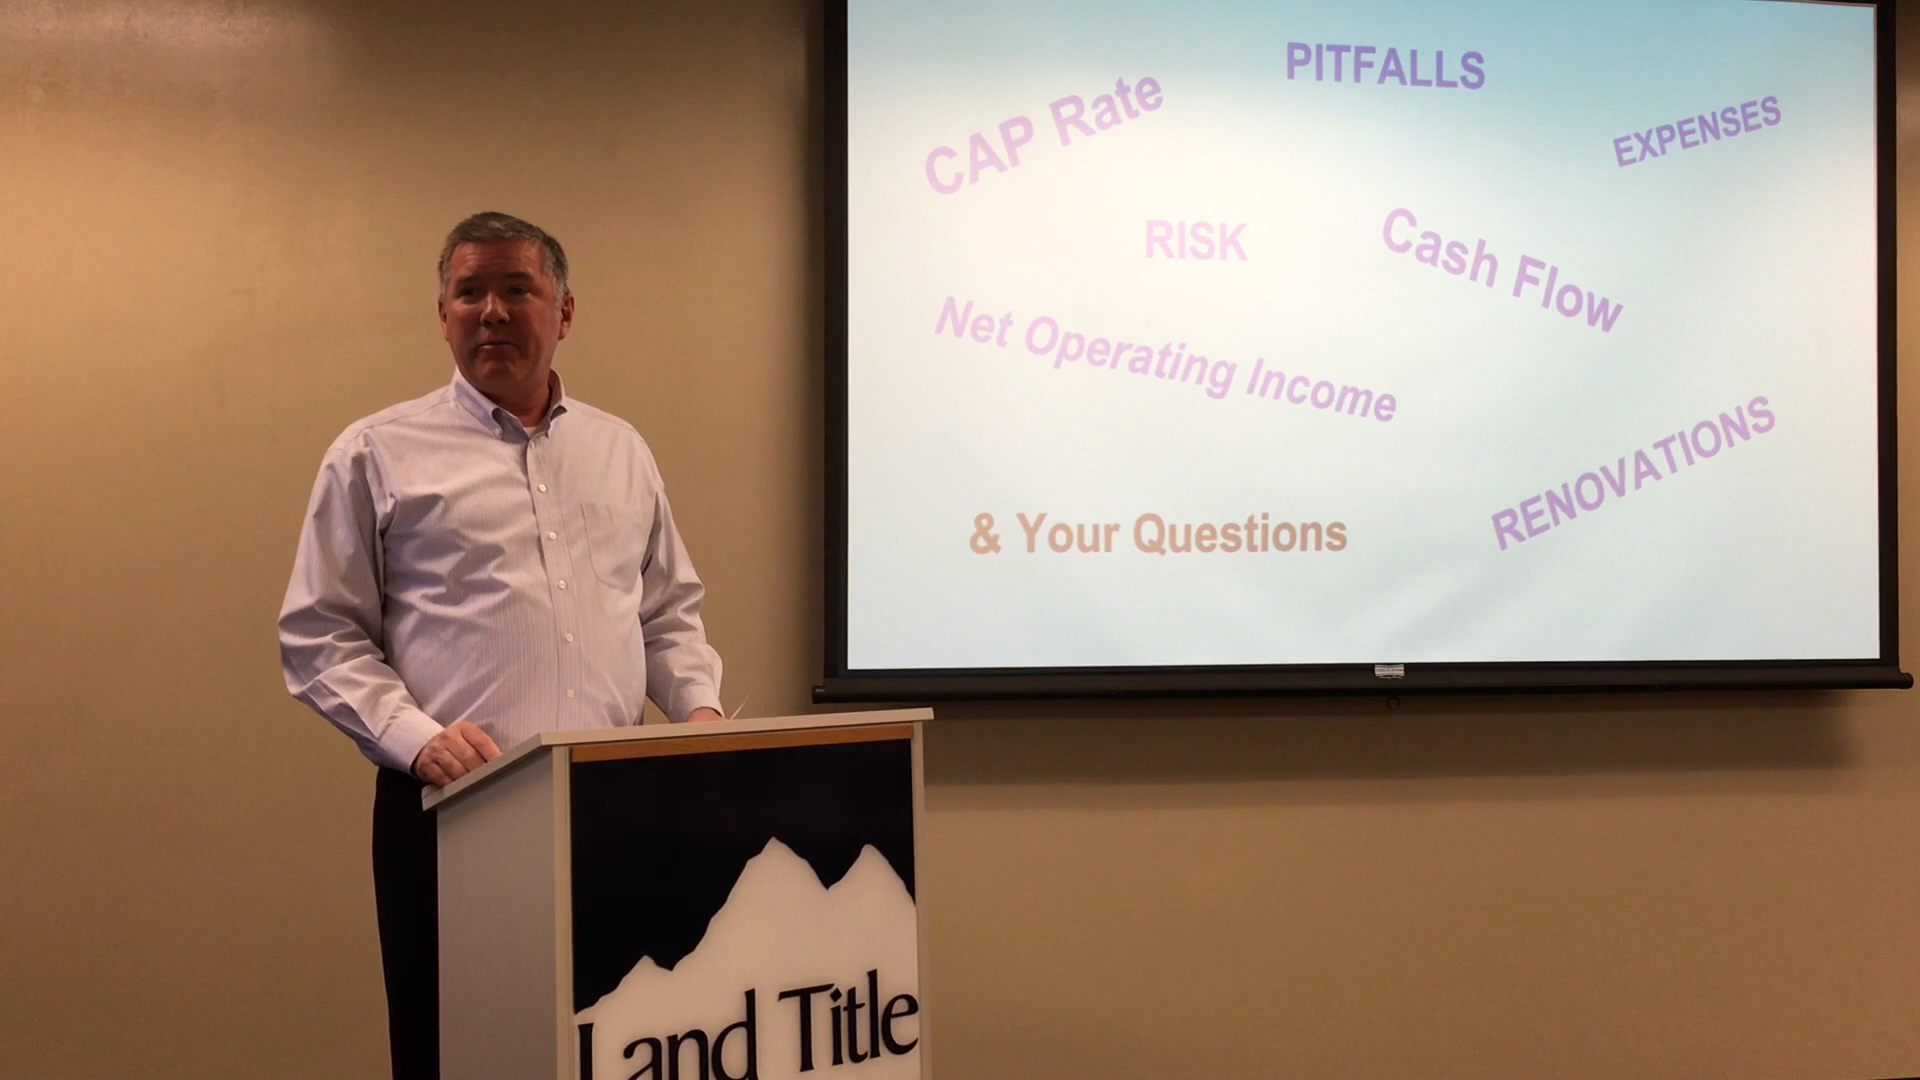 PITFALLS
CAP Rate
EXPENSES
RISK
Cash Flow
Net Operating Income
RENOVATIONS
& Your Questions
Land Title